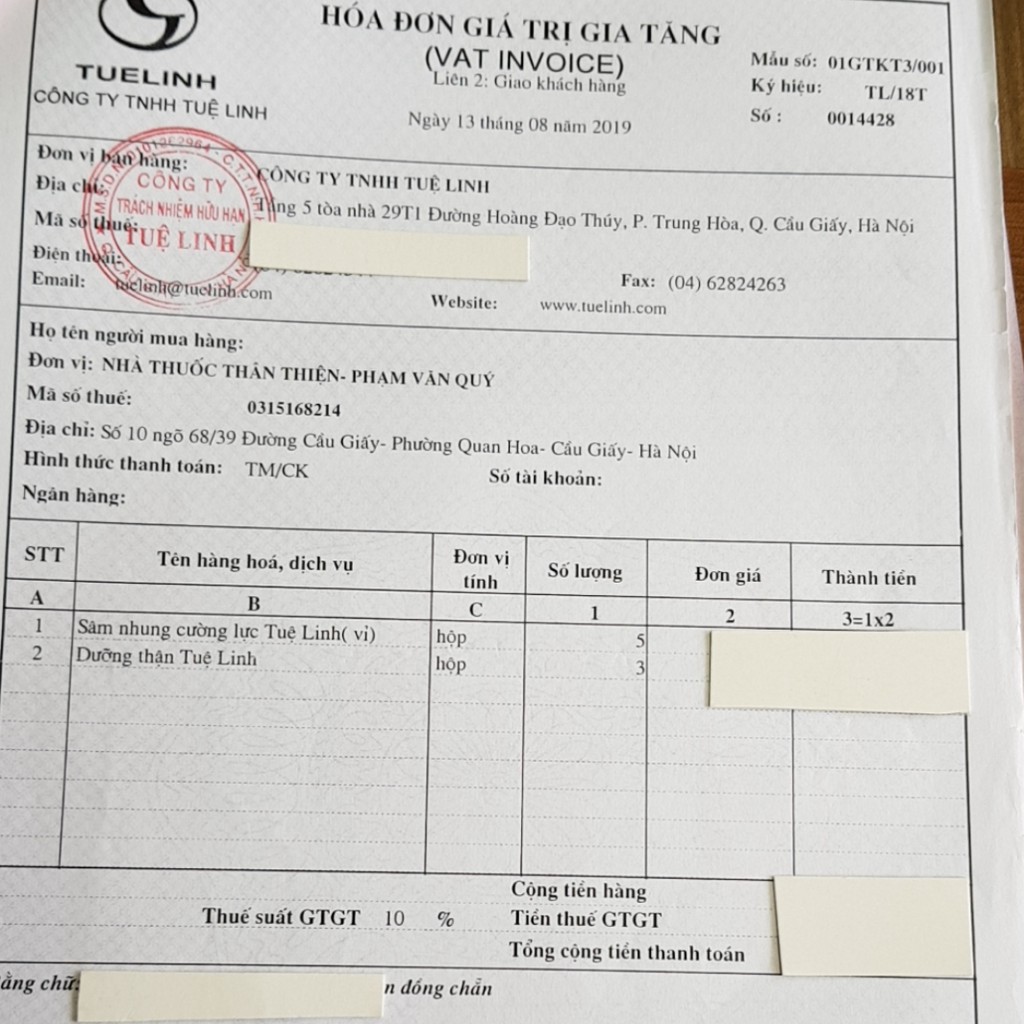 HÓA ĐƠN GIÁ TRỊ GIA TĂNG
(VAT INVOICE)
Liên 2: Giao khách hàng
Ngày 13 tháng 08 năm 2019
Mẫu số: 01GTKT3/001
Ký hiệu: TL/18T
Số : 0014428
TUELINH
CÔNG TY TNHH TUỆ LINH
Đơn vị bán hàng: CÔNG TY TNHH TUỆ LINH
Địa chỉ: Tầng 5 tòa nhà 29T1 Đường Hoàng Đạo Thúy, P. Trung Hòa, Q. Cầu Giấy, Hà Nội
Mã số thuế:
Điện thoại: Fax: (04) 62824263
Email: tuelinh@tuelinh.com Website: www.tuelinh.com
CÔNG TY
TRÁCH NHIỆM HỮU HẠN
TUỆ LINH
Họ tên người mua hàng:
Đơn vị: NHÀ THUỐC THÂN THIỆN- PHẠM VĂN QUÝ
Mã số thuế: 0315168214
Địa chỉ: Số 10 ngõ 68/39 Đường Cầu Giấy- Phường Quan Hoa- Cầu Giấy- Hà Nội
Hình thức thanh toán: TM/CK Số tài khoản:
Ngân hàng:
STT Tên hàng hoá, dịch vụ Đơn vị tính Số lượng Đơn giá Thành tiền
A B C 1 2 3=1x2
1 Sâm nhung cường lực Tuệ Linh( vỉ) hộp 5
2 Dưỡng thận Tuệ Linh hộp 3
Cộng tiền hàng
Thuế suất GTGT 10 % Tiền thuế GTGT
Tổng cộng tiền thanh toán
bằng chữ: n đồng chẵn